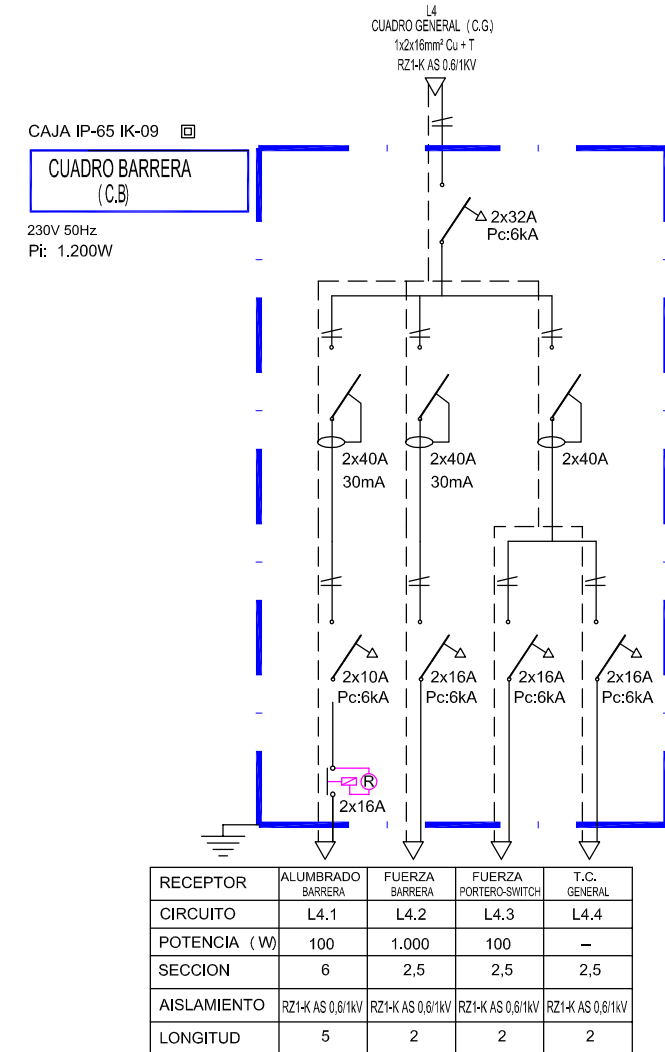 L4
CUADRO GENERAL (C.G.)
1x2x16mm² Cu + T
RZ1-K AS 0.6/1KV
CAJA IP-65 IK-09
CUADRO BARRERA
(C.B)
230V 50Hz
Pi: 1.200W
2x32A
Pc:6kA
2x40A
30mA
2x40A
30mA
2x40A
2x10A
Pc:6kA
2x16A
Pc:6kA
2x16A
Pc:6kA
2x16A
Pc:6kA
R
2x16A
RECEPTOR ALUMBRADO BARRERA FUERZA BARRERA FUERZA PORTERO-SWITCH T.C. GENERAL
CIRCUITO L4.1 L4.2 L4.3 L4.4
POTENCIA (W) 100 1.000 100 –
SECCION 6 2,5 2,5 2,5
AISLAMIENTO RZ1-K AS 0,6/1kV RZ1-K AS 0,6/1kV RZ1-K AS 0,6/1kV RZ1-K AS 0,6/1kV
LONGITUD 5 2 2 2